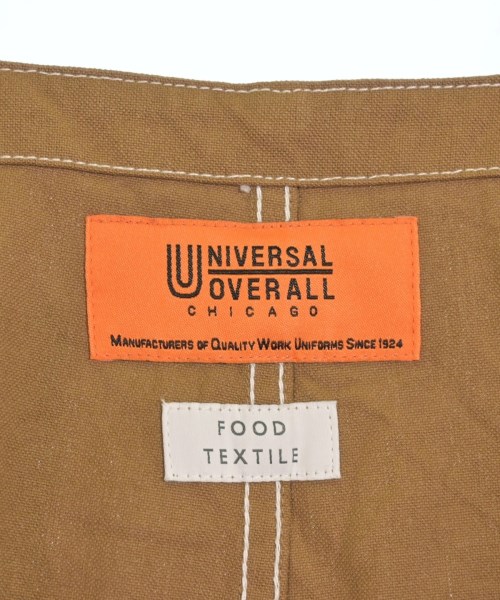 UNIVERSAL
OVERALL
CHICAGO
MANUFACTURERS OF QUALITY WORK UNIFORMS SINCE 1924
FOOD
TEXTILE